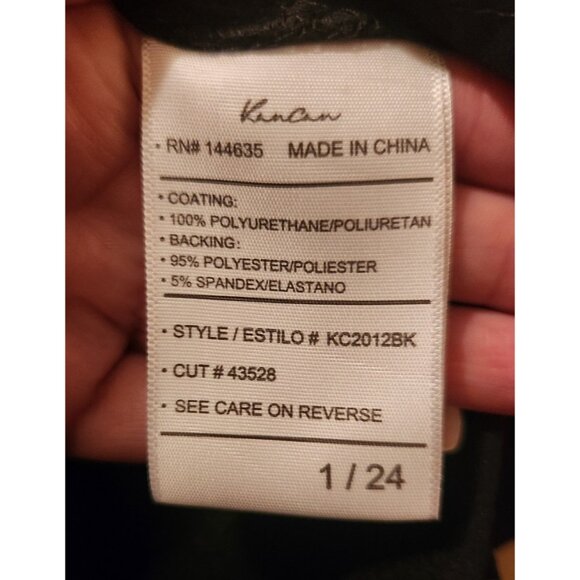 KanCan
• RN# 144635 MADE IN CHINA
• COATING:
• 100% POLYURETHANE/POLIURETAN
• BACKING:
• 95% POLYESTER/POLIESTER
• 5% SPANDEX/ELASTANO
• STYLE / ESTILO # KC2012BK
• CUT # 43528
• SEE CARE ON REVERSE
1 / 24